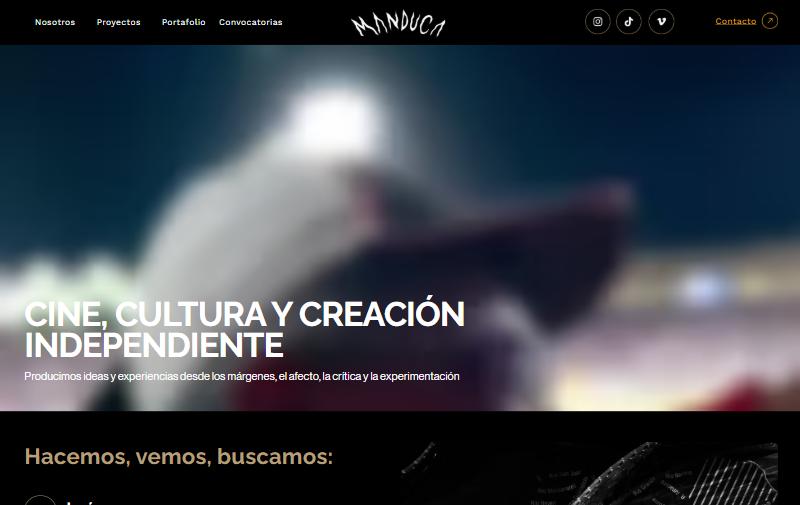 Nosotros
Proyectos
Portafolio
Convocatorias
MANDUCA
Contacto
CINE, CULTURA Y CREACIÓN
INDEPENDIENTE
Producimos ideas y experiencias desde los márgenes, el afecto, la crítica y la experimentación
Hacemos, vemos, buscamos: